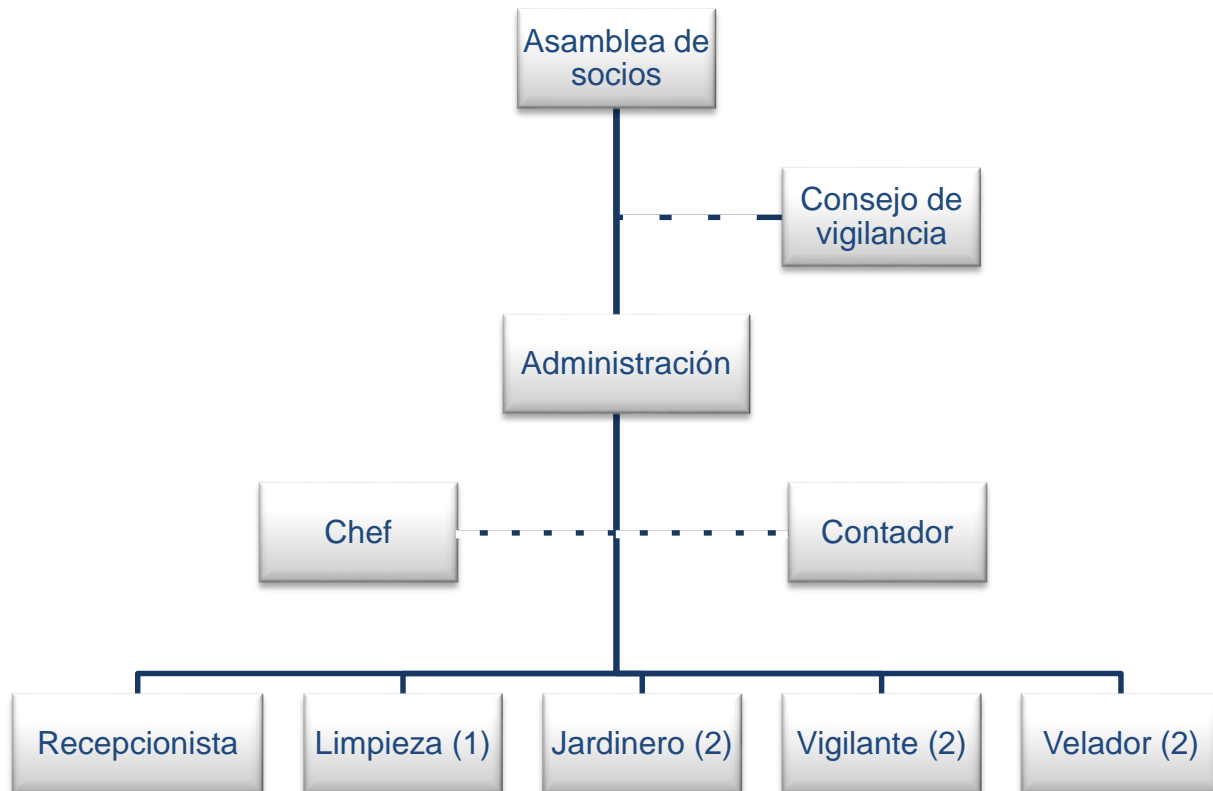 Asamblea de
socios
Consejo de
vigilancia
Administración
Chef
Contador
Recepcionista
Limpieza (1)
Jardinero (2)
Vigilante (2)
Velador (2)